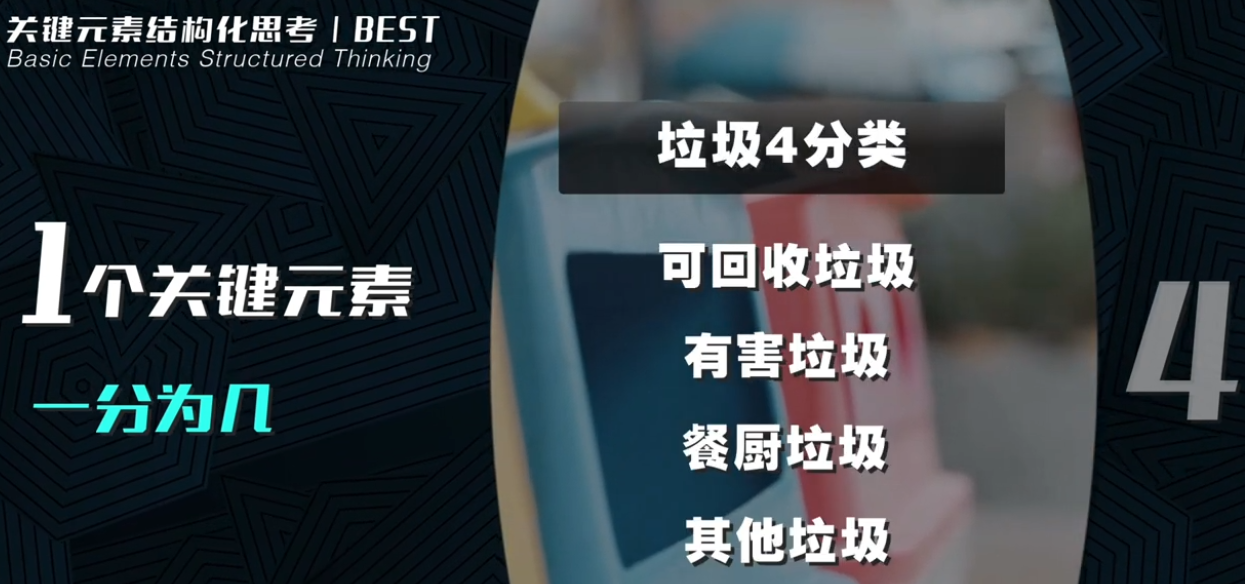 关键元素结构化思考 | BEST
Basic Elements Structured Thinking
1个关键元素
一分为几
垃圾4分类
可回收垃圾
有害垃圾
餐厨垃圾
其他垃圾
4